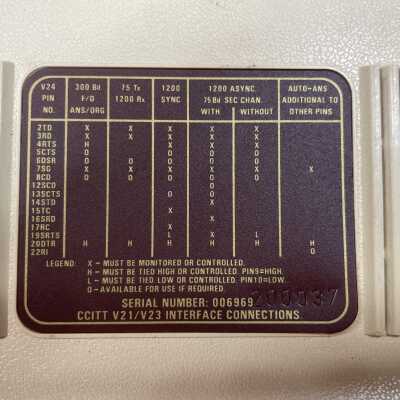 V24 PIN NO. | 300 Bd F/D ANS/ORG | 75 Tx 1200 Rx | 1200 SYNC | 1200 ASYNC. 75 Bd SEC CHAN. WITH | WITHOUT | AUTO-ANS ADDITIONAL TO OTHER PINS
2TD X X X X X
3RD X X X X X
4RTS H X X X
5CTS O O O O
6DSR O O O O O
7SG X X X X X X
8CD O O O O O
12SCD O
13SCTS O O
14STD X
15TC X
16SRD X
17RC X
19SRTS L X L
20DTR H H H H H H
22RI O
LEGEND: X – MUST BE MONITORED OR CONTROLLED.
H – MUST BE TIED HIGH OR CONTROLLED. PIN9=HIGH.
L – MUST BE TIED LOW OR CONTROLLED. PIN10=LOW.
O – AVAILABLE FOR USE IF REQUIRED.
SERIAL NUMBER: 006969 200037
CCITT V21/V23 INTERFACE CONNECTIONS